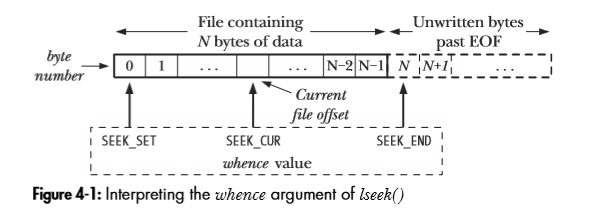 File containing
N bytes of data
Unwritten bytes
past EOF
byte
number
0 1 ... ... N–2 N–1 N N+1 ...
Current
file offset
SEEK_SET SEEK_CUR SEEK_END
whence value
Figure 4-1: Interpreting the whence argument of lseek()